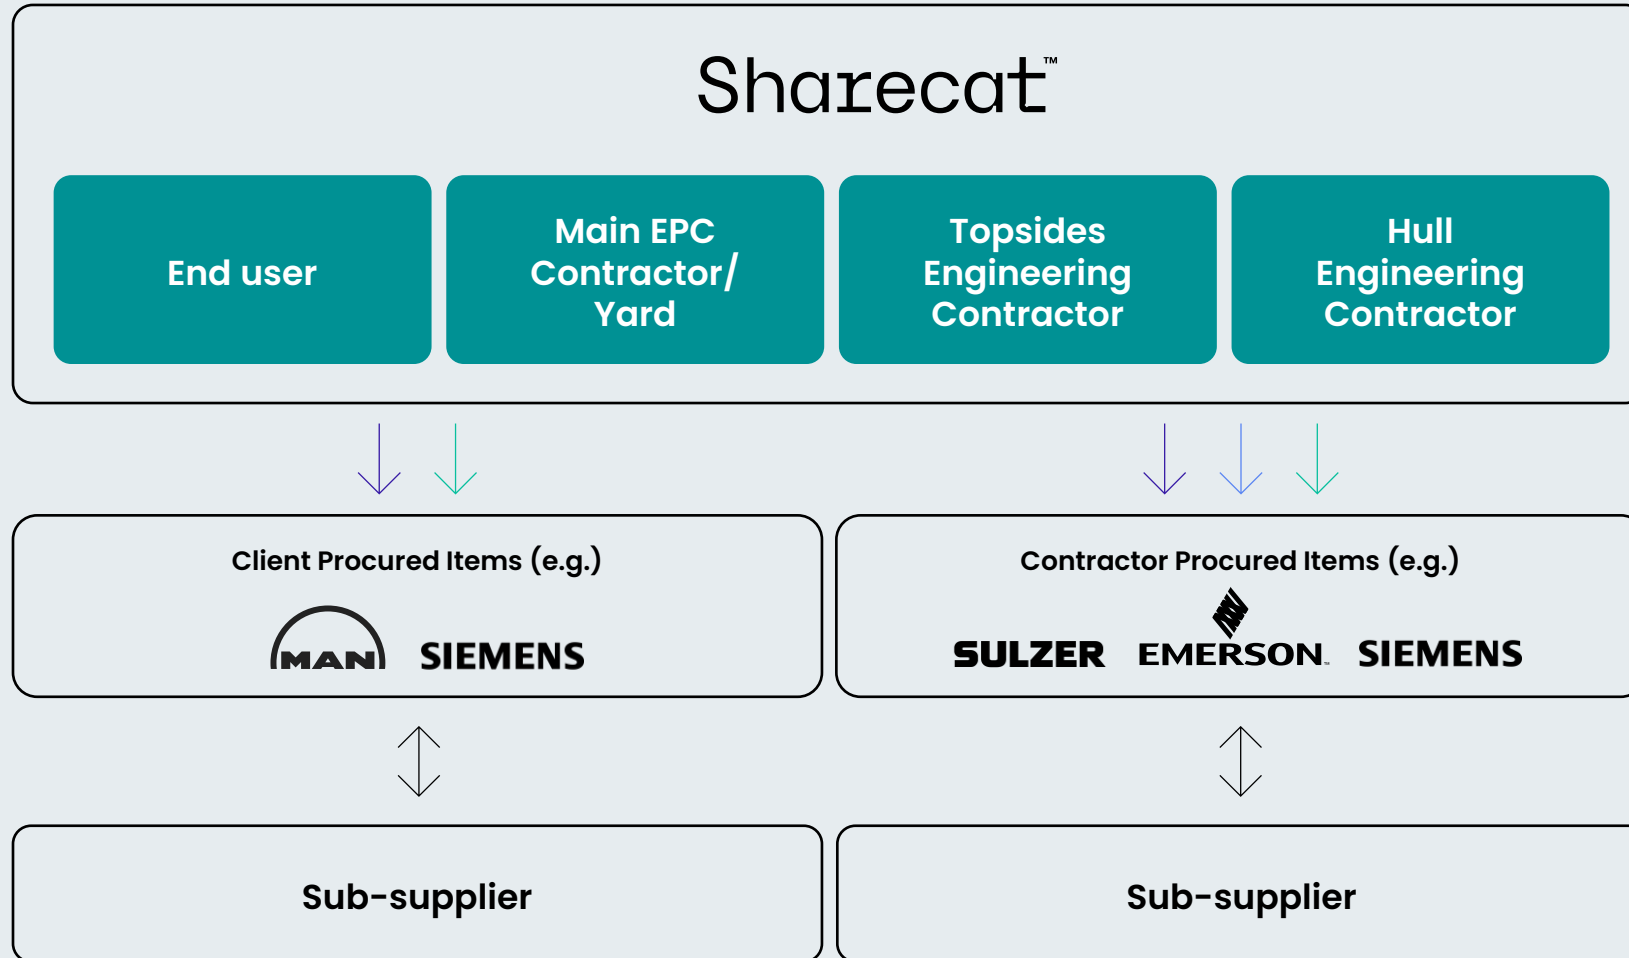 Sharecat™
End user
Main EPC
Contractor/
Yard
Topsides
Engineering
Contractor
Hull
Engineering
Contractor
Client Procured Items (e.g.)
MAN
SIEMENS
Contractor Procured Items (e.g.)
SULZER
EMERSON™
SIEMENS
Sub-supplier
Sub-supplier